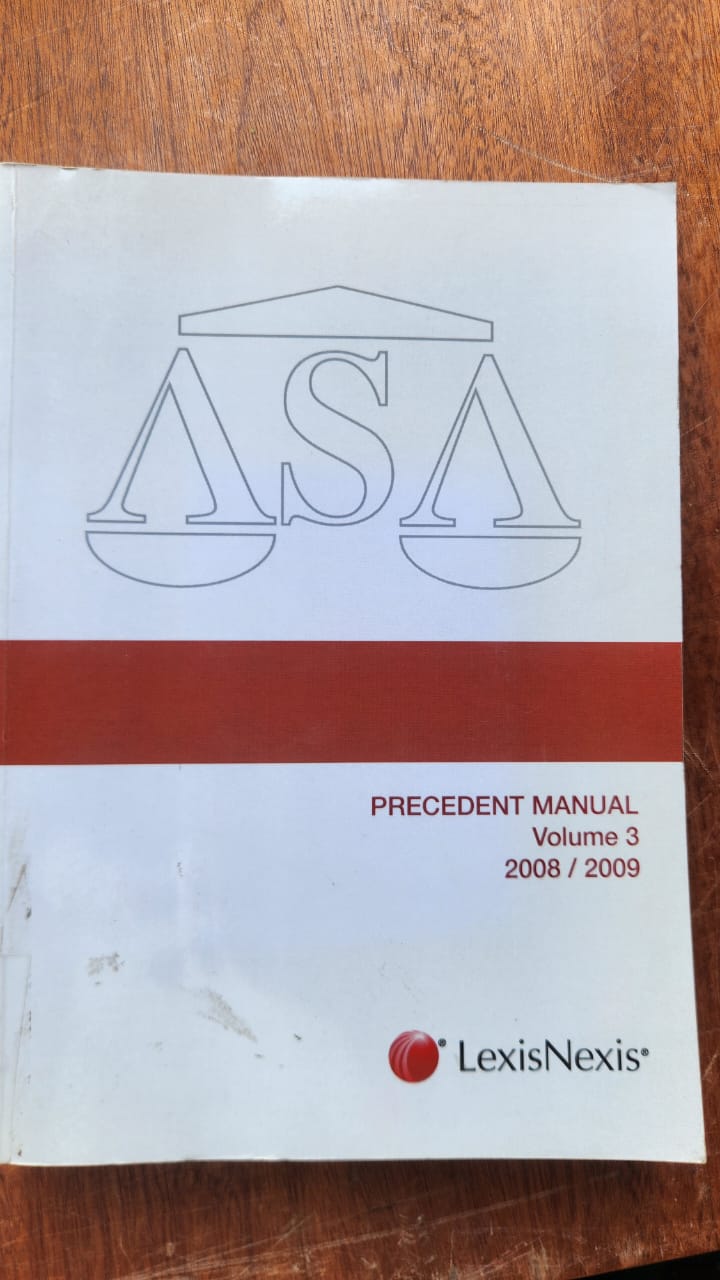 ASA
PRECEDENT MANUAL
Volume 3
2008 / 2009
LexisNexis®